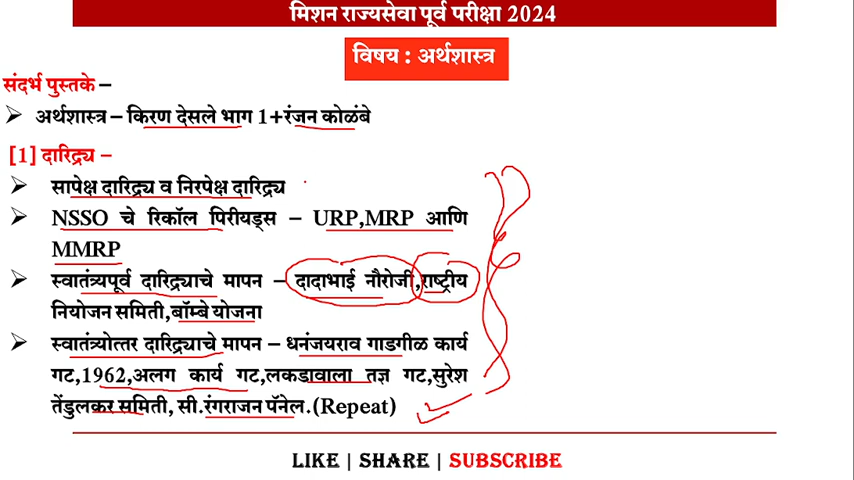 मिशन राज्यसेवा पूर्व परीक्षा 2024
विषय : अर्थशास्त्र
संदर्भ पुस्तके –
➢ अर्थशास्त्र – किरण देसले भाग 1+रंजन कोळंबे
[1] दारिद्र्य –
➢ सापेक्ष दारिद्र्य व निरपेक्ष दारिद्र्य
➢ NSSO चे रिकॉल पिरीयड्स – URP,MRP आणि
MMRP
➢ स्वातंत्र्यपूर्व दारिद्र्याचे मापन – दादाभाई नौरोजी,राष्ट्रीय
नियोजन समिती,बॉम्बे योजना
➢ स्वातंत्र्योत्तर दारिद्र्याचे मापन – धनंजयराव गाडगीळ कार्य
गट,1962,अलग कार्य गट,लकडावाला तज्ञ गट,सुरेश
तेंडुलकर समिती, सी.रंगराजन पॅनेल.(Repeat)
LIKE | SHARE | SUBSCRIBE